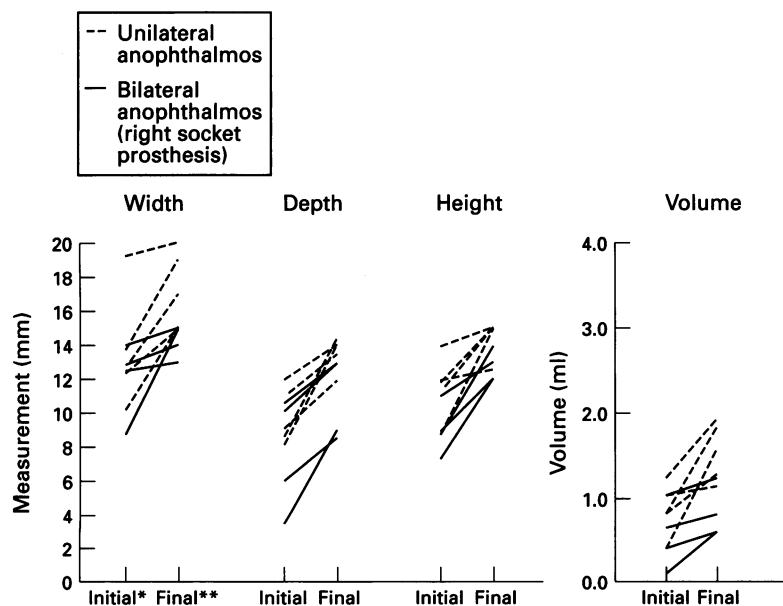 Unilateral
anophthalmos
Bilateral
anophthalmos
(right socket
prosthesis)
Width
Depth
Height
Volume
Measurement (mm)
20
18
16
14
12
10
8
6
4
2
0
Initial* Final** Initial Final Initial Final
Volume (ml)
4.0
3.0
2.0
1.0
0.0
Initial Final